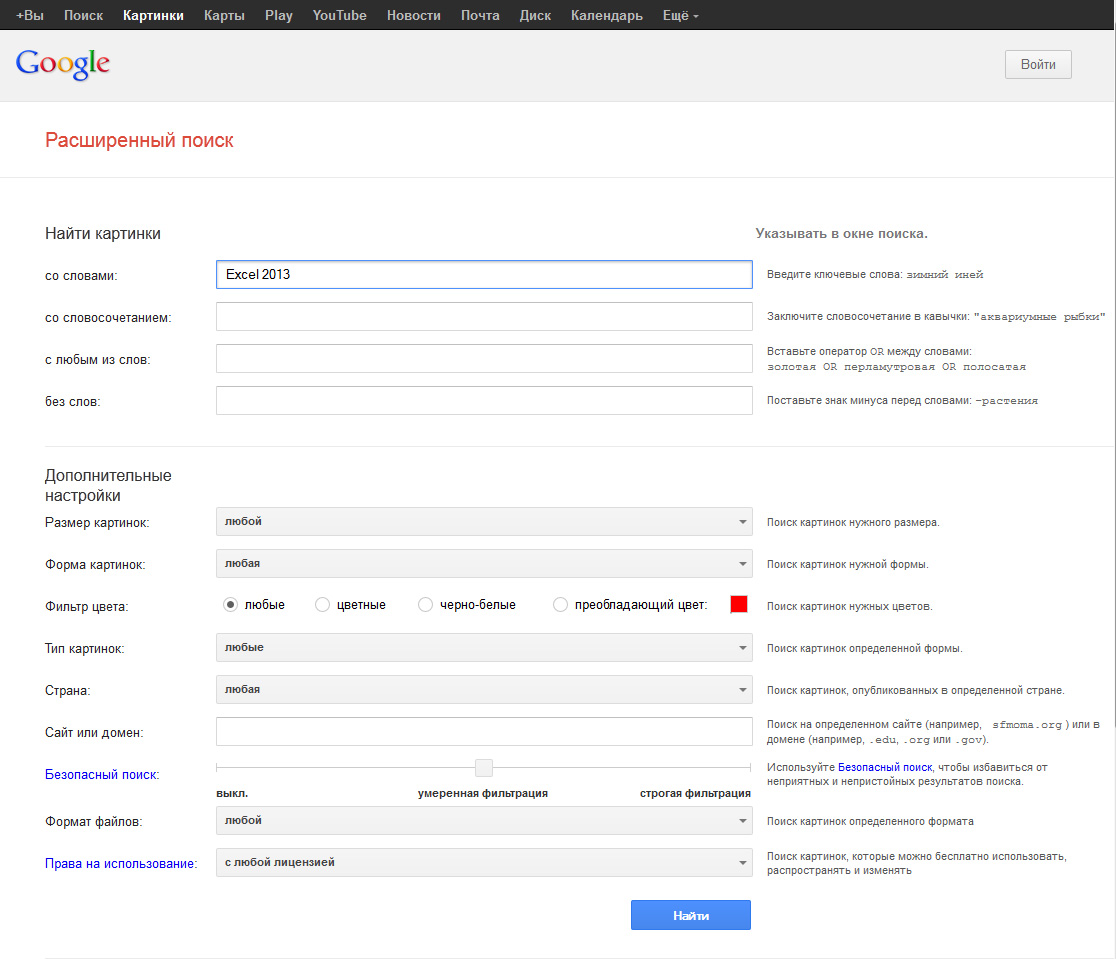 +Вы Поиск Картинки Карты Play YouTube Новости Почта Диск Календарь Ещё
Google
Войти
Расширенный поиск
Найти картинки
Указывать в окне поиска.
со словами:
Excel 2013
Введите ключевые слова: зимний иней
со словосочетанием:
Заключите словосочетание в кавычки: "аквариумные рыбки"
с любым из слов:
Вставьте оператор OR между словами:
золотая OR перламутровая OR полосатая
без слов:
Поставьте знак минуса перед словами: -растения
Дополнительные
настройки
Размер картинок:
любой
Поиск картинок нужного размера.
Форма картинок:
любая
Поиск картинок нужной формы.
Фильтр цвета:
любые цветные черно-белые преобладающий цвет:
Поиск картинок нужных цветов.
Тип картинок:
любые
Поиск картинок определенной формы.
Страна:
любая
Поиск картинок, опубликованных в определенной стране.
Сайт или домен:
Поиск на определенном сайте (например, sfmoma.org ) или в
домене (например, .edu, .org или .gov).
Безопасный поиск:
выкл. умеренная фильтрация строгая фильтрация
Используйте Безопасный поиск, чтобы избавиться от
неприятных и непристойных результатов поиска.
Формат файлов:
любой
Поиск картинок определенного формата
Права на использование:
с любой лицензией
Поиск картинок, которые можно бесплатно использовать,
распространять и изменять
Найти